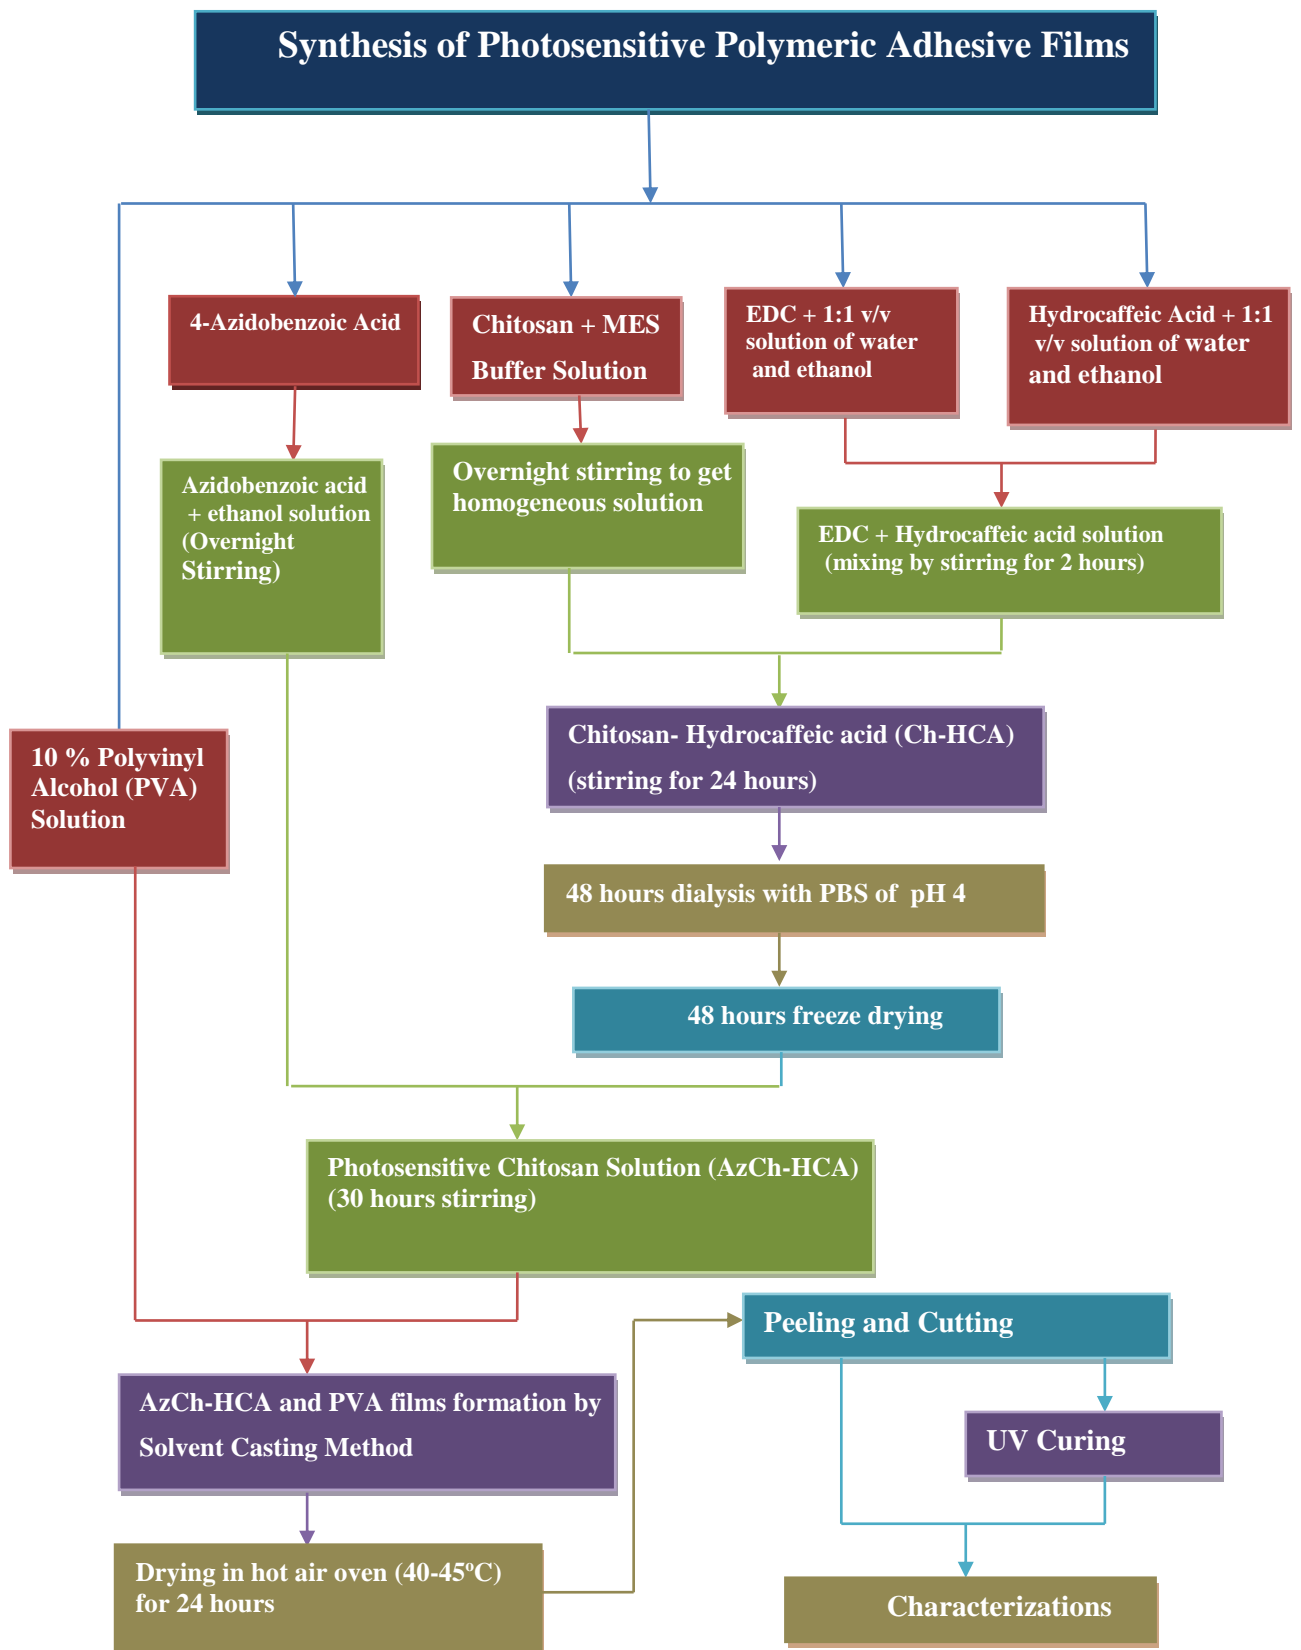 Synthesis of Photosensitive Polymeric Adhesive Films
4-Azidobenzoic Acid
Chitosan + MES
Buffer Solution
EDC + 1:1 v/v
solution of water
and ethanol
Hydrocaffeic Acid + 1:1
v/v solution of water
and ethanol
Azidobenzoic acid
+ ethanol solution
(Overnight
Stirring)
Overnight stirring to get
homogeneous solution
EDC + Hydrocaffeic acid solution
(mixing by stirring for 2 hours)
10 % Polyvinyl
Alcohol (PVA)
Solution
Chitosan- Hydrocaffeic acid (Ch-HCA)
(stirring for 24 hours)
48 hours dialysis with PBS of pH 4
48 hours freeze drying
Photosensitive Chitosan Solution (AzCh-HCA)
(30 hours stirring)
AzCh-HCA and PVA films formation by
Solvent Casting Method
Drying in hot air oven (40-45ºC)
for 24 hours
Peeling and Cutting
UV Curing
Characterizations